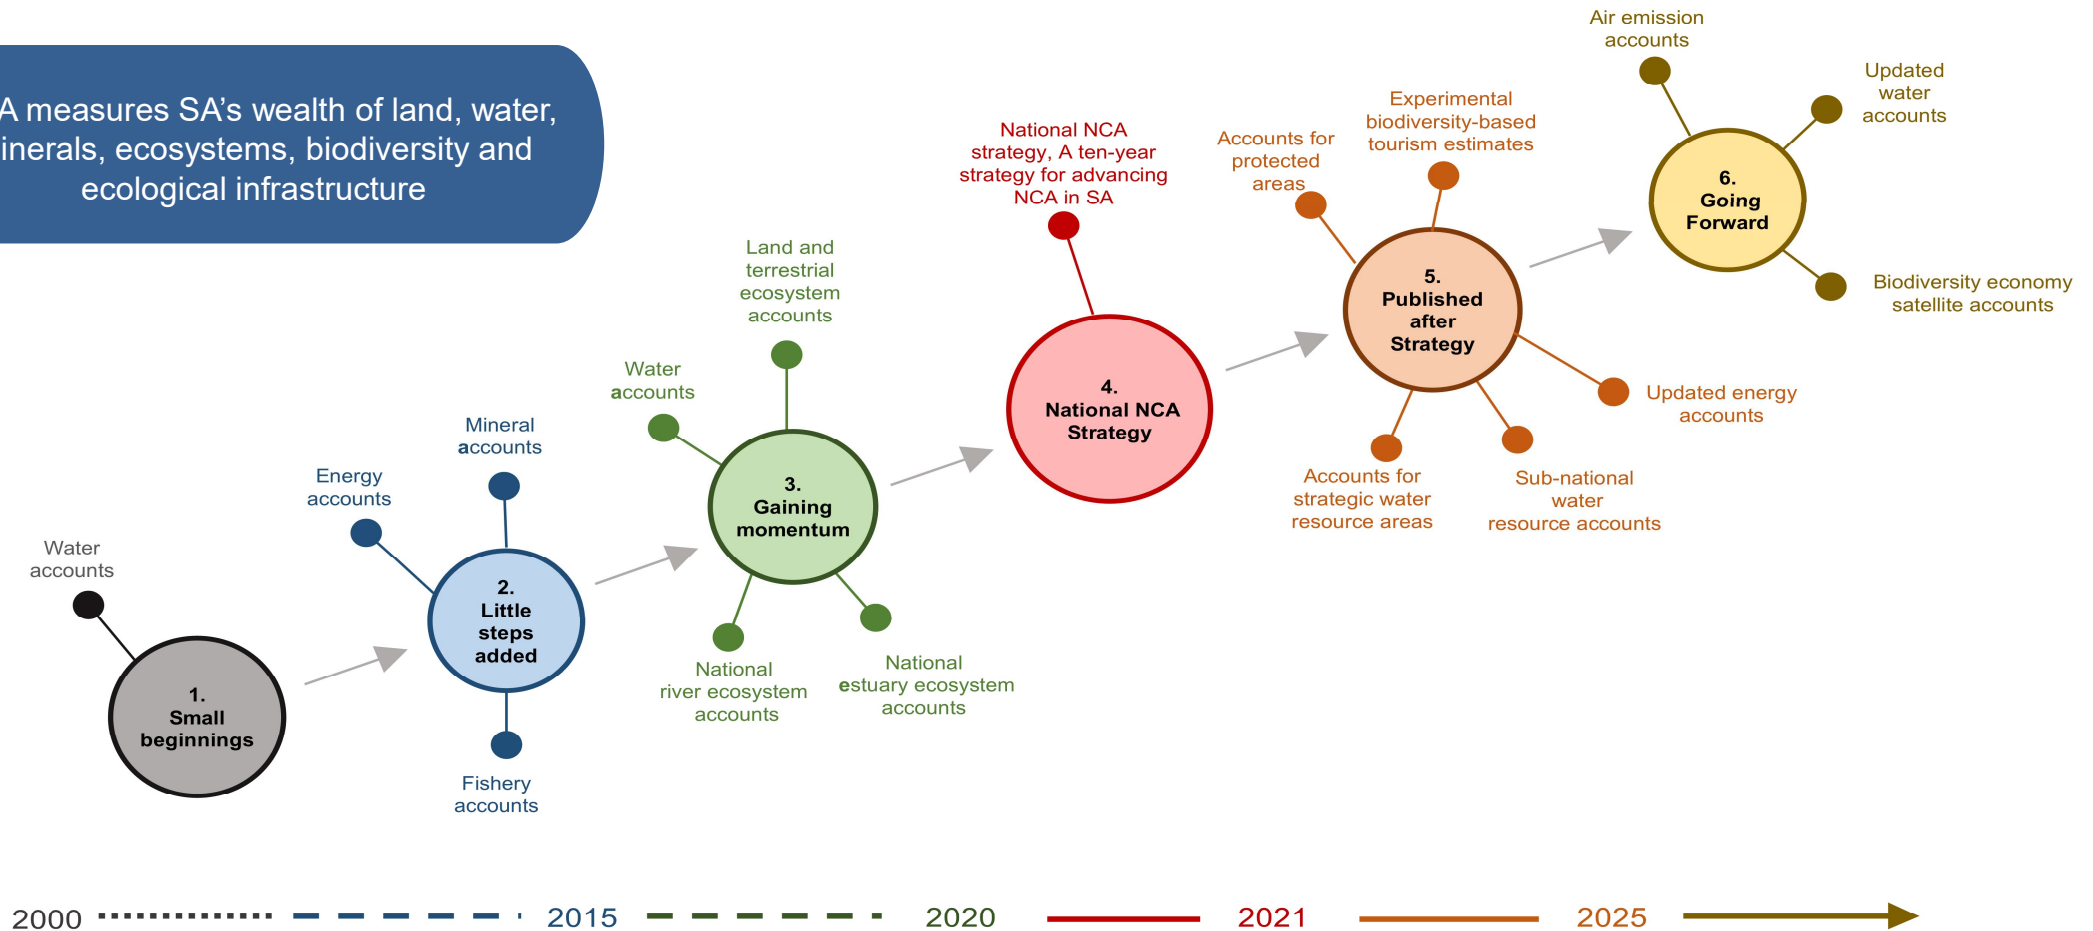 A measures SA’s wealth of land, water,
inerals, ecosystems, biodiversity and
ecological infrastructure
Water
accounts
1.
Small
beginnings
Energy
accounts
Mineral
accounts
2.
Little
steps
added
Fishery
accounts
Water
accounts
Land and
terrestrial
ecosystem
accounts
3.
Gaining
momentum
National
river ecosystem
accounts
National
estuary ecosystem
accounts
National NCA
strategy, A ten-year
strategy for advancing
NCA in SA
4.
National NCA
Strategy
Accounts for
protected
areas
Experimental
biodiversity-based
tourism estimates
5.
Published
after
Strategy
Updated energy
accounts
Sub-national
water
resource accounts
Accounts for
strategic water
resource areas
Air emission
accounts
Updated
water
accounts
6.
Going
Forward
Biodiversity economy
satellite accounts
2000
2015
2020
2021
2025